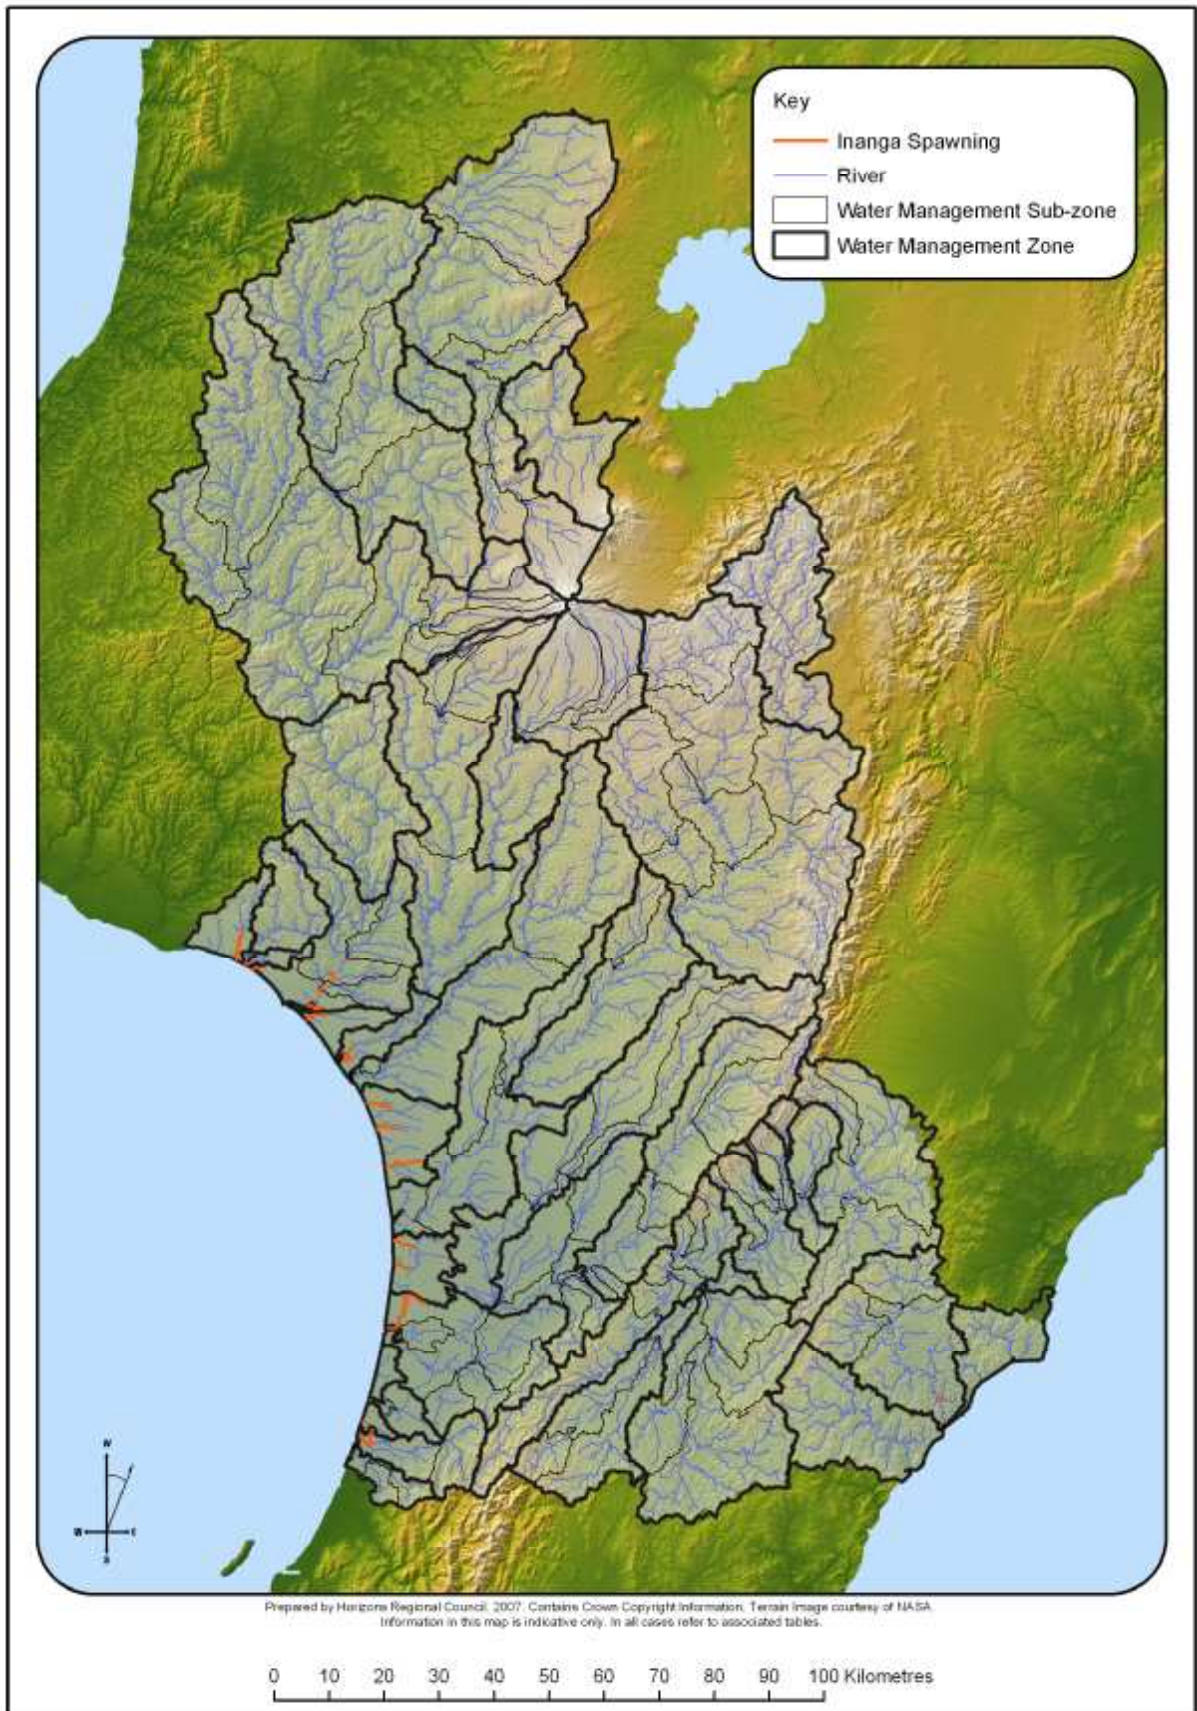 Key
Inanga Spawning
River
Water Management Sub-zone
Water Management Zone
N
W E
S
Prepared by Horizons Regional Council, 2007. Contains Crown Copyright Information. Terrain Image courtesy of NASA
Information in this map is indicative only. In all cases refer to associated tables.
0 10 20 30 40 50 60 70 80 90 100 Kilometres